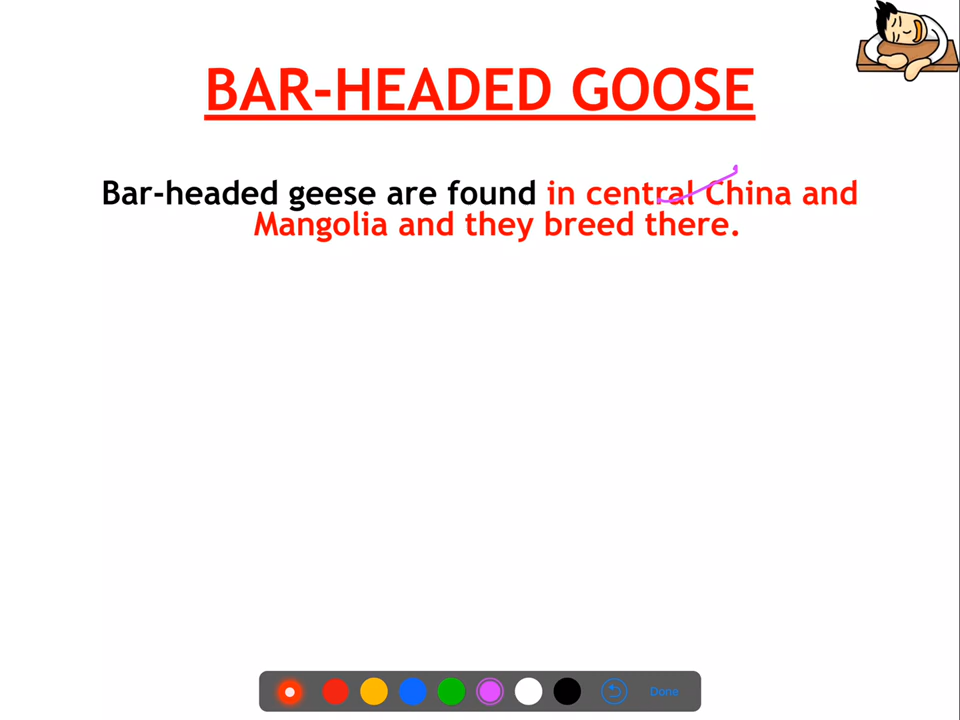 BAR-HEADED GOOSE
Bar-headed geese are found in central China and
Mangolia and they breed there.
Done